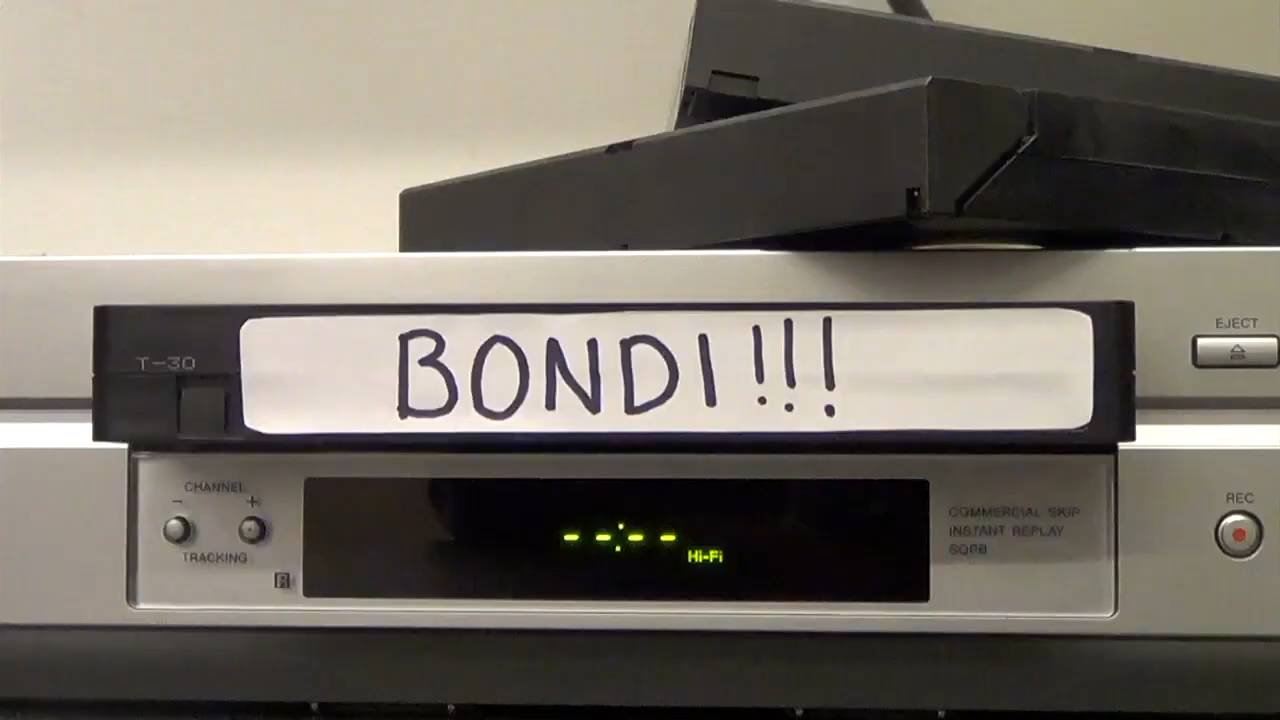 EJECT
T-30
BONDI!!!
CHANNEL
- +
TRACKING
--:--
Hi-Fi
COMMERCIAL SKIP
INSTANT REPLAY
SQPB
REC